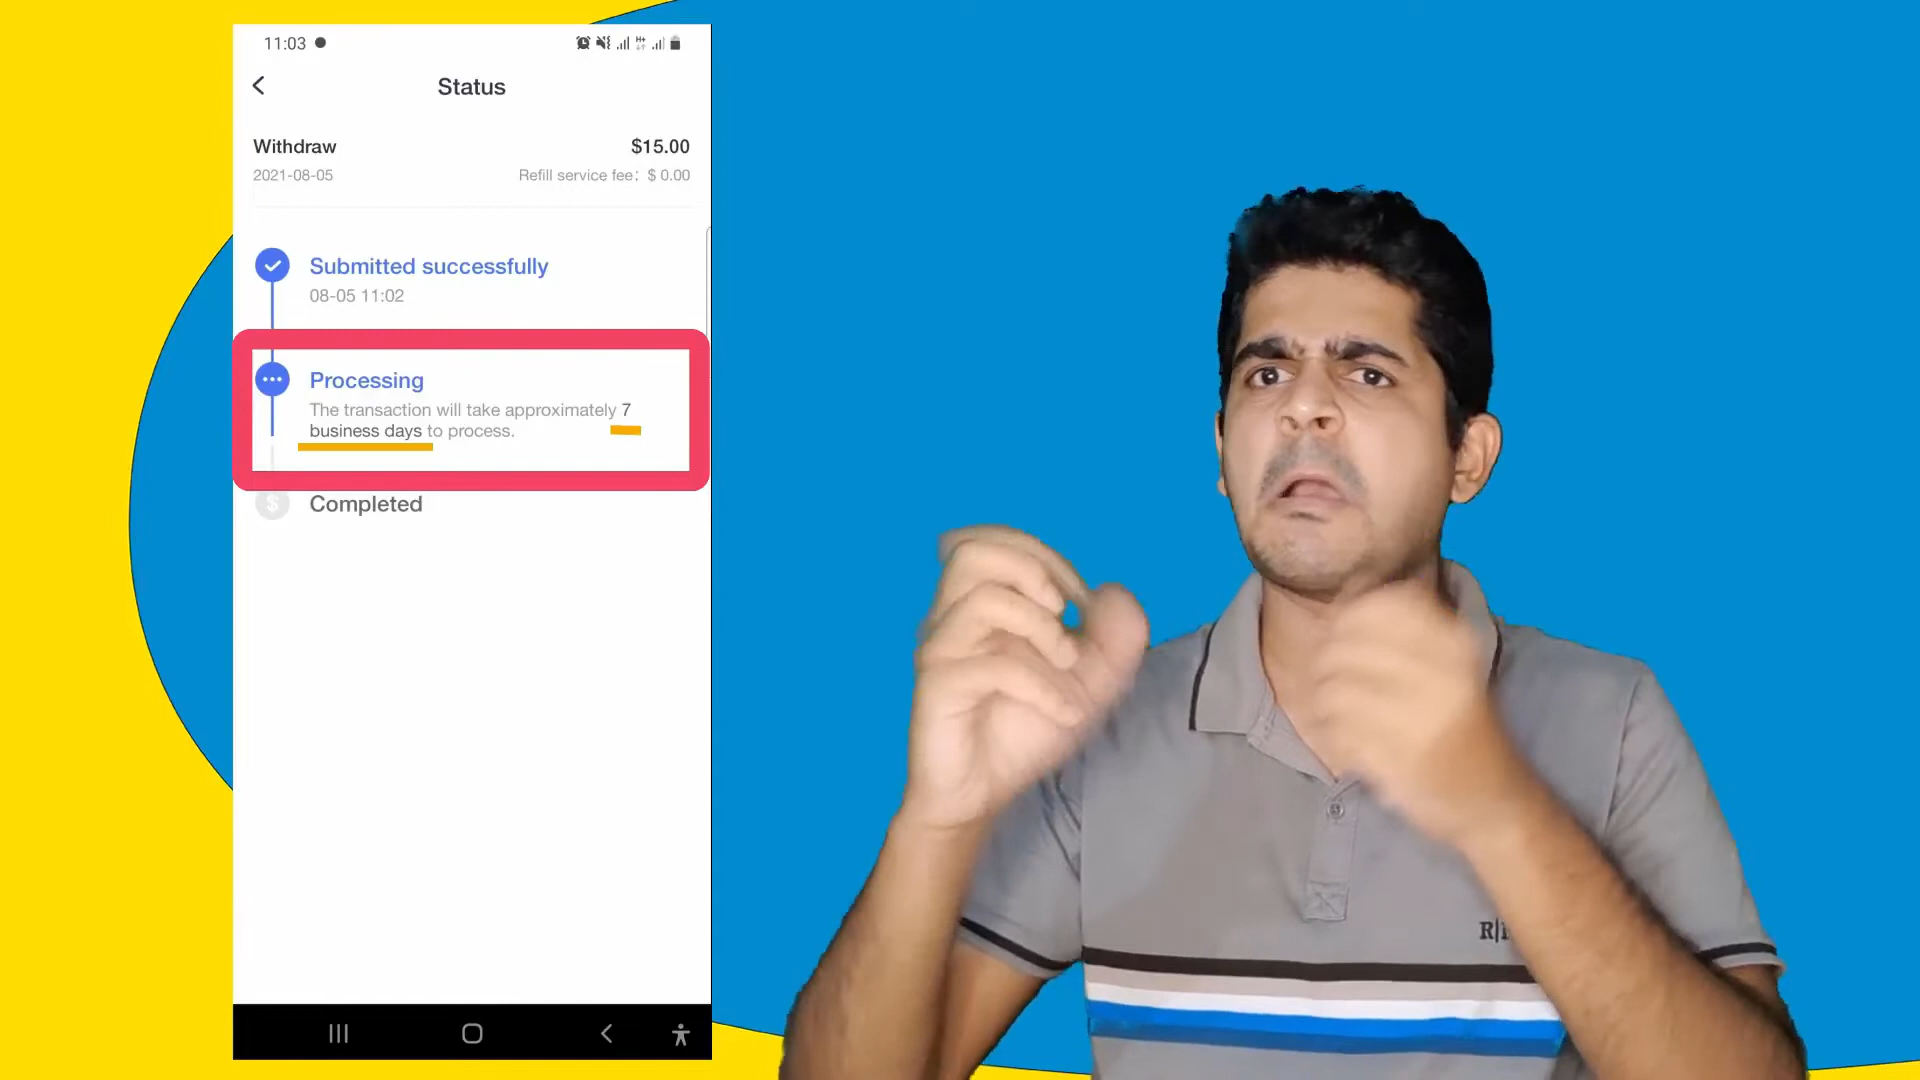 11:03
Status
Withdraw $15.00
2021-08-05 Refill service fee: $ 0.00
Submitted successfully
08-05 11:02
Processing
The transaction will take approximately 7
business days to process.
Completed